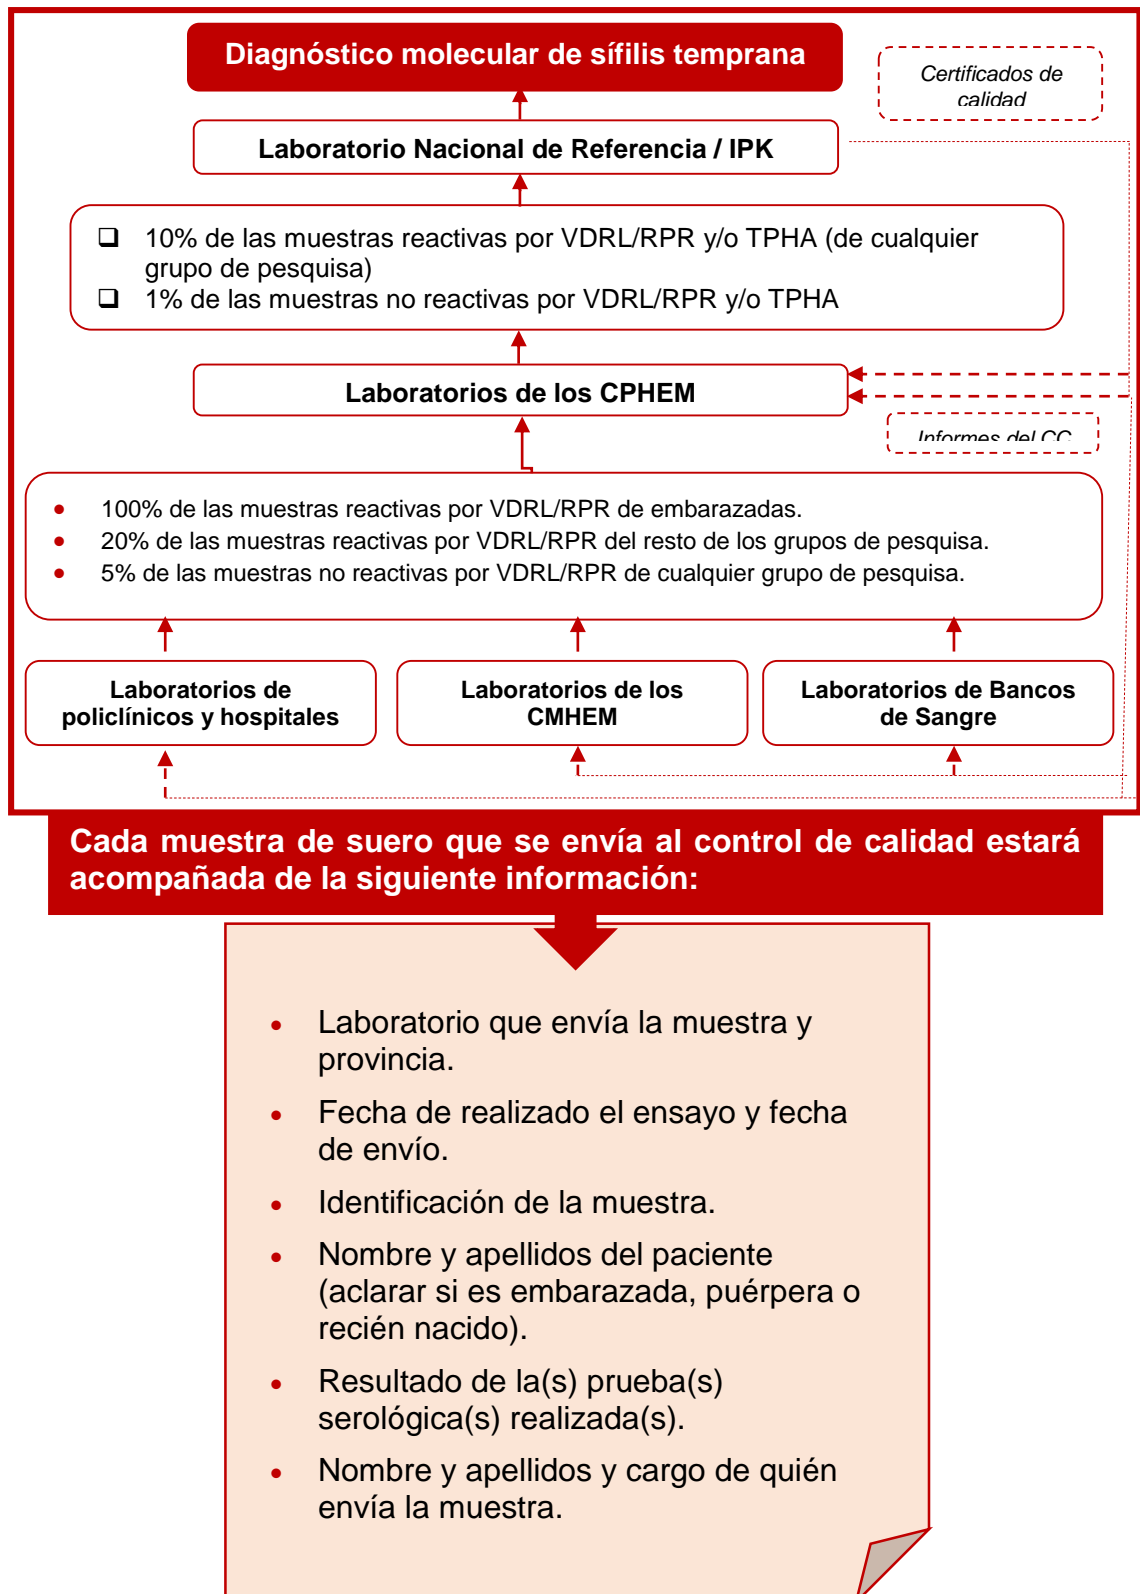 Diagnóstico molecular de sífilis temprana
Certificados de
calidad
Laboratorio Nacional de Referencia / IPK
❑ 10% de las muestras reactivas por VDRL/RPR y/o TPHA (de cualquier
grupo de pesquisa)
❑ 1% de las muestras no reactivas por VDRL/RPR y/o TPHA
Laboratorios de los CPHEM
Informes del CC
• 100% de las muestras reactivas por VDRL/RPR de embarazadas.
• 20% de las muestras reactivas por VDRL/RPR del resto de los grupos de pesquisa.
• 5% de las muestras no reactivas por VDRL/RPR de cualquier grupo de pesquisa.
Laboratorios de
policlínicos y hospitales
Laboratorios de los
CMHEM
Laboratorios de Bancos
de Sangre
Cada muestra de suero que se envía al control de calidad estará
acompañada de la siguiente información:
• Laboratorio que envía la muestra y
provincia.
• Fecha de realizado el ensayo y fecha
de envío.
• Identificación de la muestra.
• Nombre y apellidos del paciente
(aclarar si es embarazada, puérpera o
recién nacido).
• Resultado de la(s) prueba(s)
serológica(s) realizada(s).
• Nombre y apellidos y cargo de quién
envía la muestra.